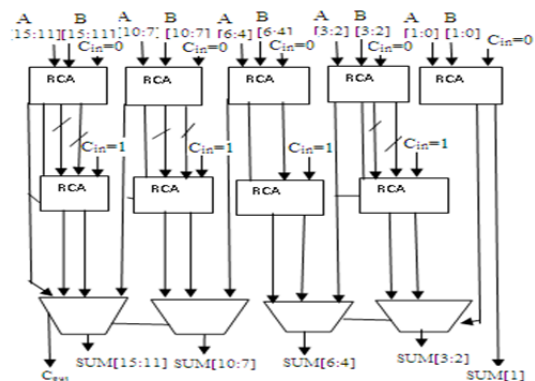 A B A B A B A B A B
15:11] [15:111] [10:7] [10:7] [6:4] [6:4] [3:2] [3:2] [1:0] [1:0]
Cin=0 Cin=0 Cin=0 Cin=0 Cin=0
RCA RCA RCA RCA RCA
Cin=1 Cin=1 Cin=1 Cin=1
RCA RCA RCA RCA
SUM[15:11] SUM[10:7] SUM[6:4] SUM[3:2]
SUM[1]